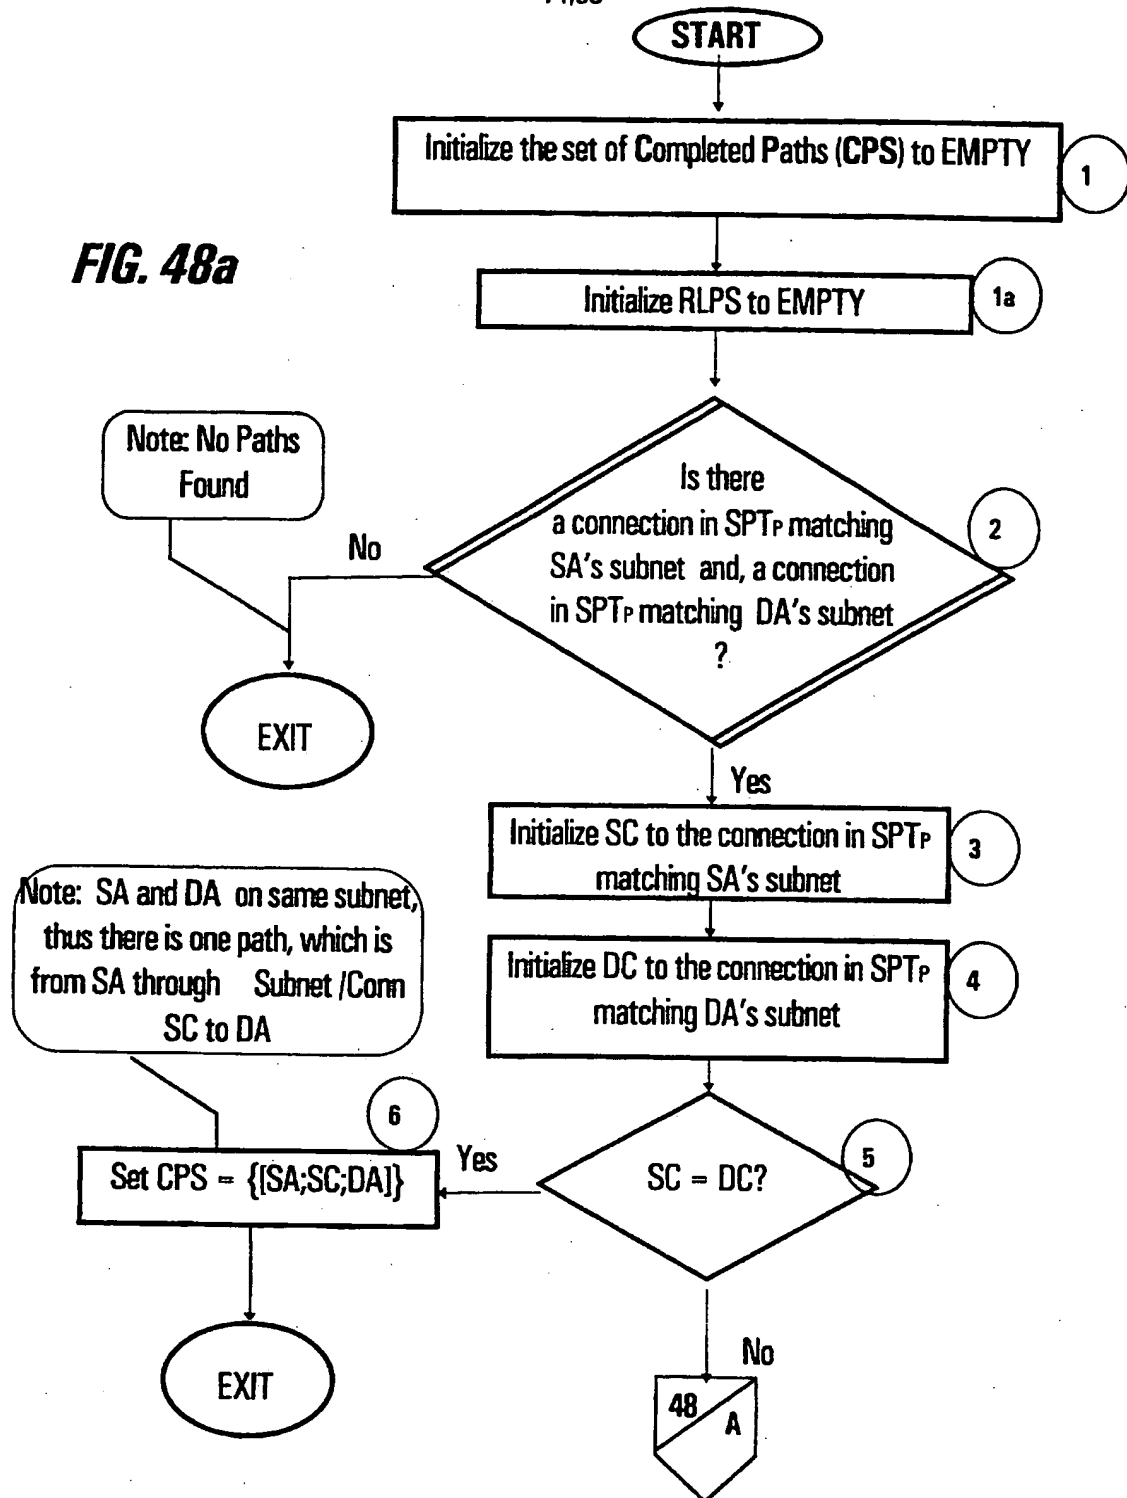 START
Initialize the set of Completed Paths (CPS) to EMPTY
1
FIG. 48a
Initialize RLPS to EMPTY
1a
Note: No Paths
Found
Is there
a connection in SPTP matching
SA's subnet and, a connection
in SPTP matching DA's subnet
?
2
No
EXIT
Yes
Initialize SC to the connection in SPTP
matching SA's subnet
3
Note: SA and DA on same subnet,
thus there is one path, which is
from SA through Subnet /Conn
SC to DA
Initialize DC to the connection in SPTP
matching DA's subnet
4
6
Set CPS = {[SA;SC;DA]}
Yes
SC = DC?
5
EXIT
No
48
A